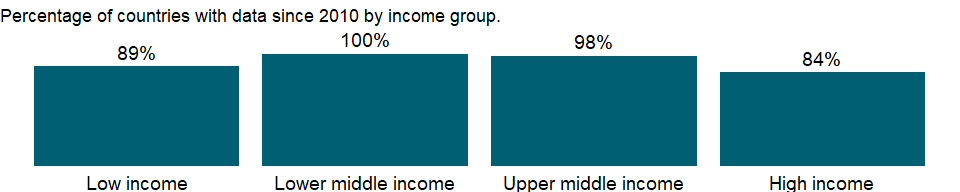 Percentage of countries with data since 2010 by income group.
89%
100%
98%
84%
Low income
Lower middle income
Upper middle income
High income